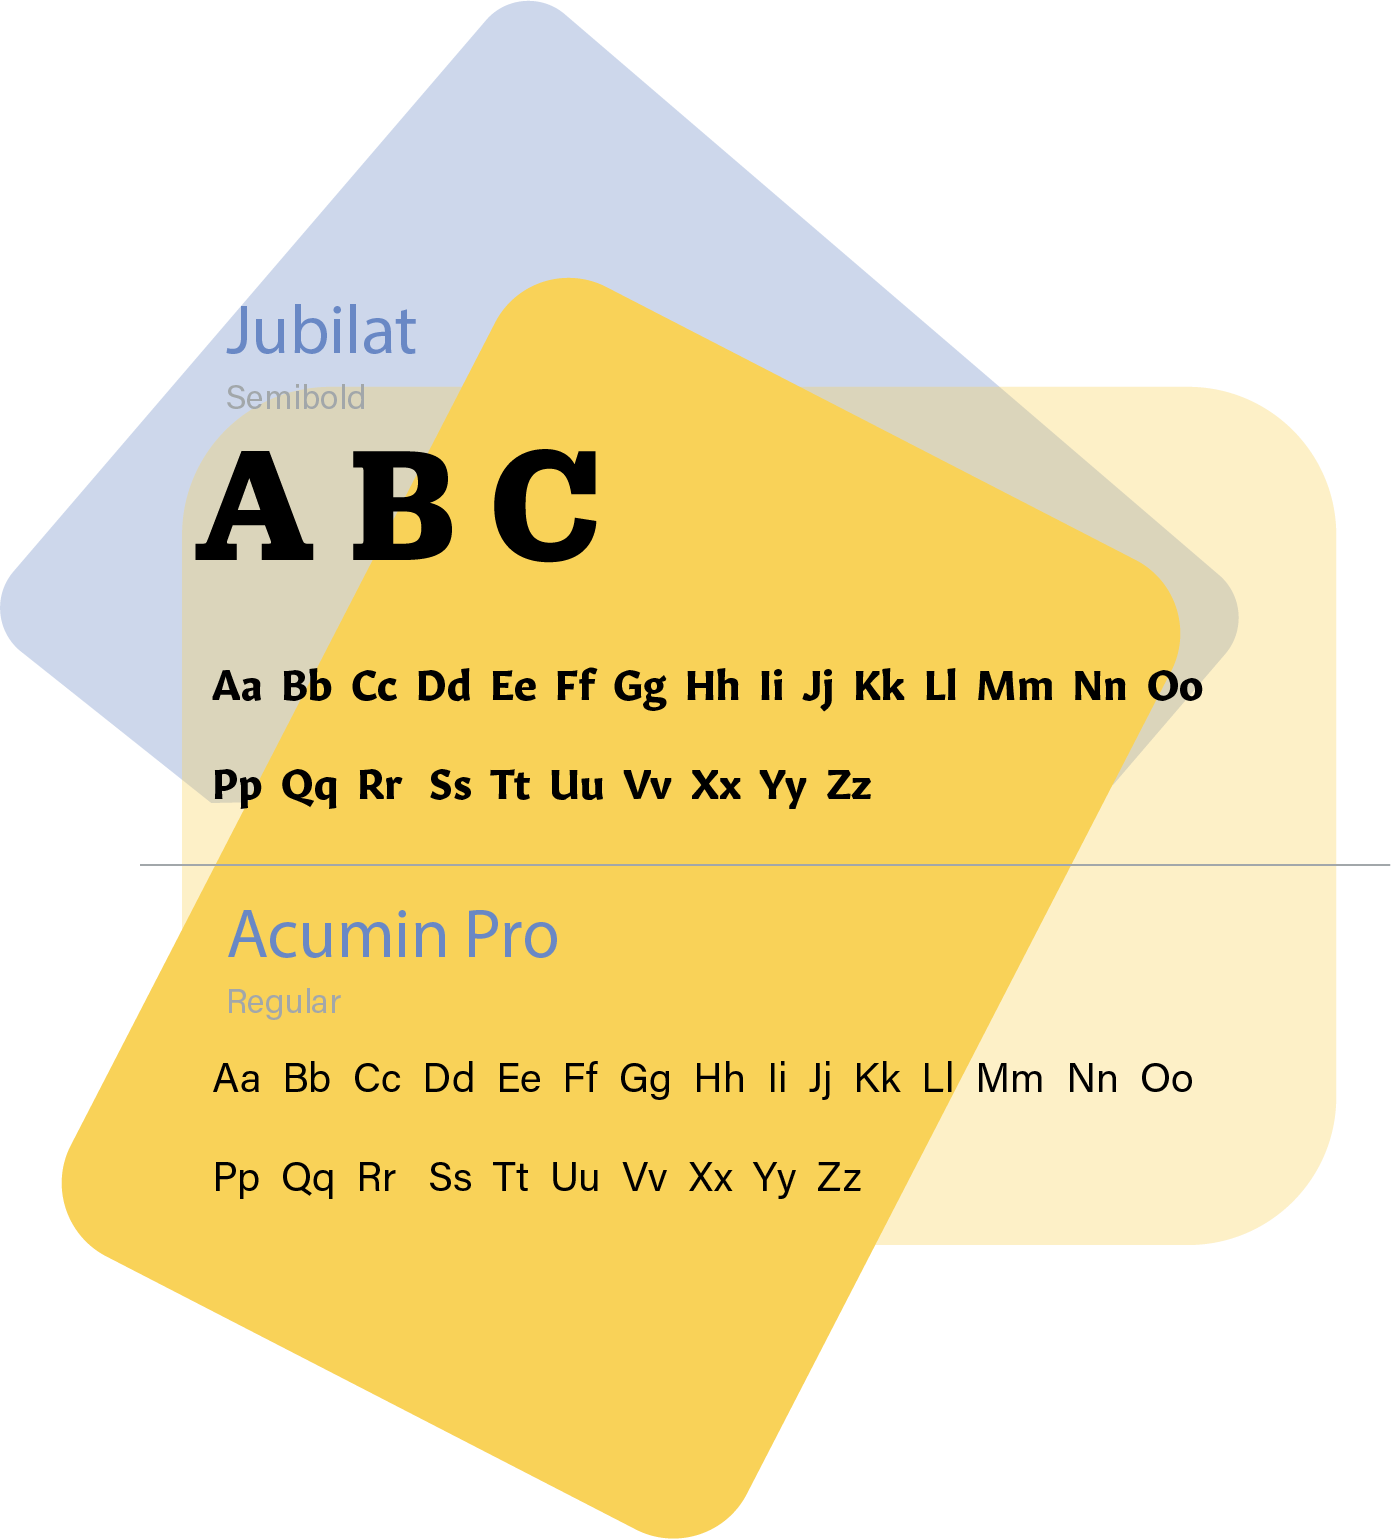 Jubilat
Semibold
A B C
Aa Bb Cc Dd Ee Ff Gg Hh Ii Jj Kk Ll Mm Nn Oo
Pp Qq Rr Ss Tt Uu Vv Xx Yy Zz
Acumin Pro
Regular
Aa Bb Cc Dd Ee Ff Gg Hh Ii Jj Kk Ll Mm Nn Oo
Pp Qq Rr Ss Tt Uu Vv Xx Yy Zz